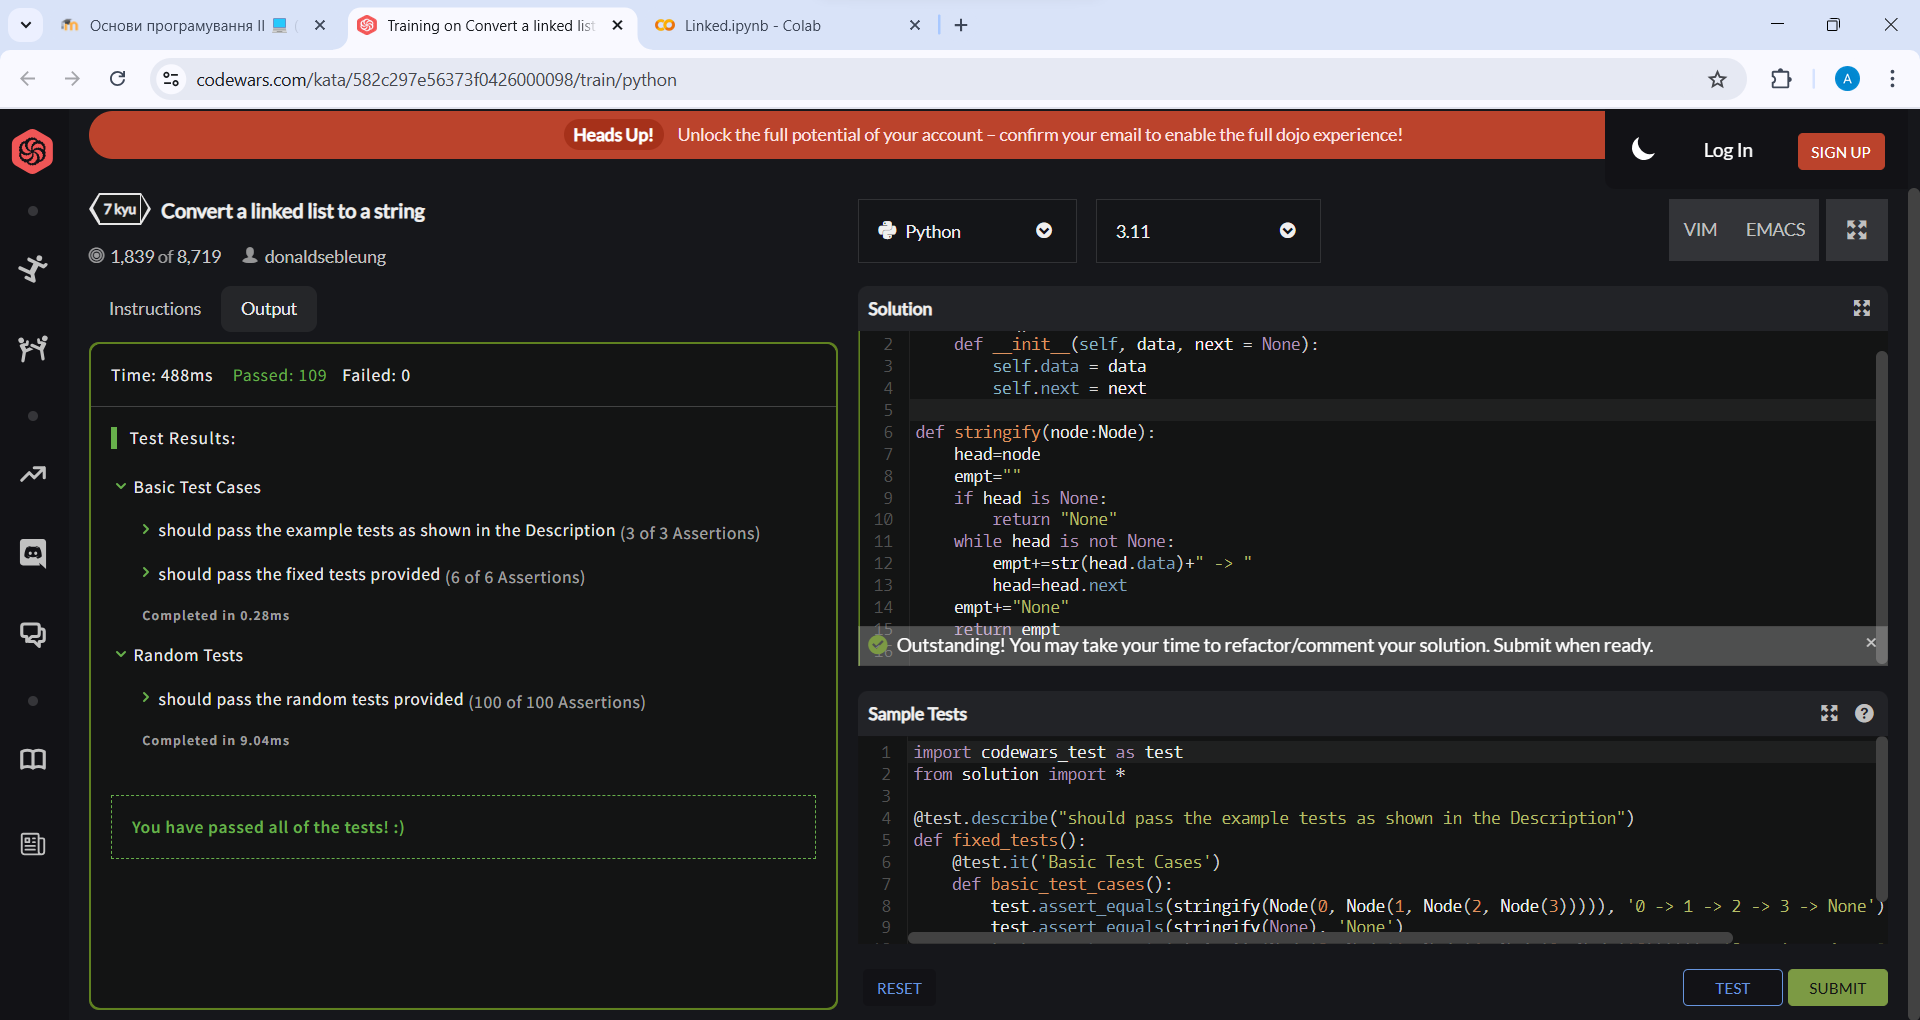 Основи програмування ІІ
Training on Convert a linked list
Linked.ipynb - Colab
codewars.com/kata/582c297e56373f0426000098/train/python
A
Heads Up! Unlock the full potential of your account – confirm your email to enable the full dojo experience!
Log In
SIGN UP
7 kyu
Convert a linked list to a string
1,839 of 8,719 donaldsebleung
Python
3.11
VIM EMACS
Instructions
Output
Time: 488ms Passed: 109 Failed: 0
Test Results:
Basic Test Cases
should pass the example tests as shown in the Description (3 of 3 Assertions)
should pass the fixed tests provided (6 of 6 Assertions)
Completed in 0.28ms
Random Tests
should pass the random tests provided (100 of 100 Assertions)
Completed in 9.04ms
You have passed all of the tests! :)
Solution
2 def __init__(self, data, next = None):
3 self.data = data
4 self.next = next
5
6 def stringify(node:Node):
7 head=node
8 empt=""
9 if head is None:
10 return "None"
11 while head is not None:
12 empt+=str(head.data)+" -> "
13 head=head.next
14 empt+="None"
15 return empt
16
Outstanding! You may take your time to refactor/comment your solution. Submit when ready.
Sample Tests
1 import codewars_test as test
2 from solution import *
3
4 @test.describe("should pass the example tests as shown in the Description")
5 def fixed_tests():
6 @test.it('Basic Test Cases')
7 def basic_test_cases():
8 test.assert_equals(stringify(Node(0, Node(1, Node(2, Node(3))))), '0 -> 1 -> 2 -> 3 -> None')
9 test.assert_equals(stringify(None), 'None')
RESET
TEST
SUBMIT